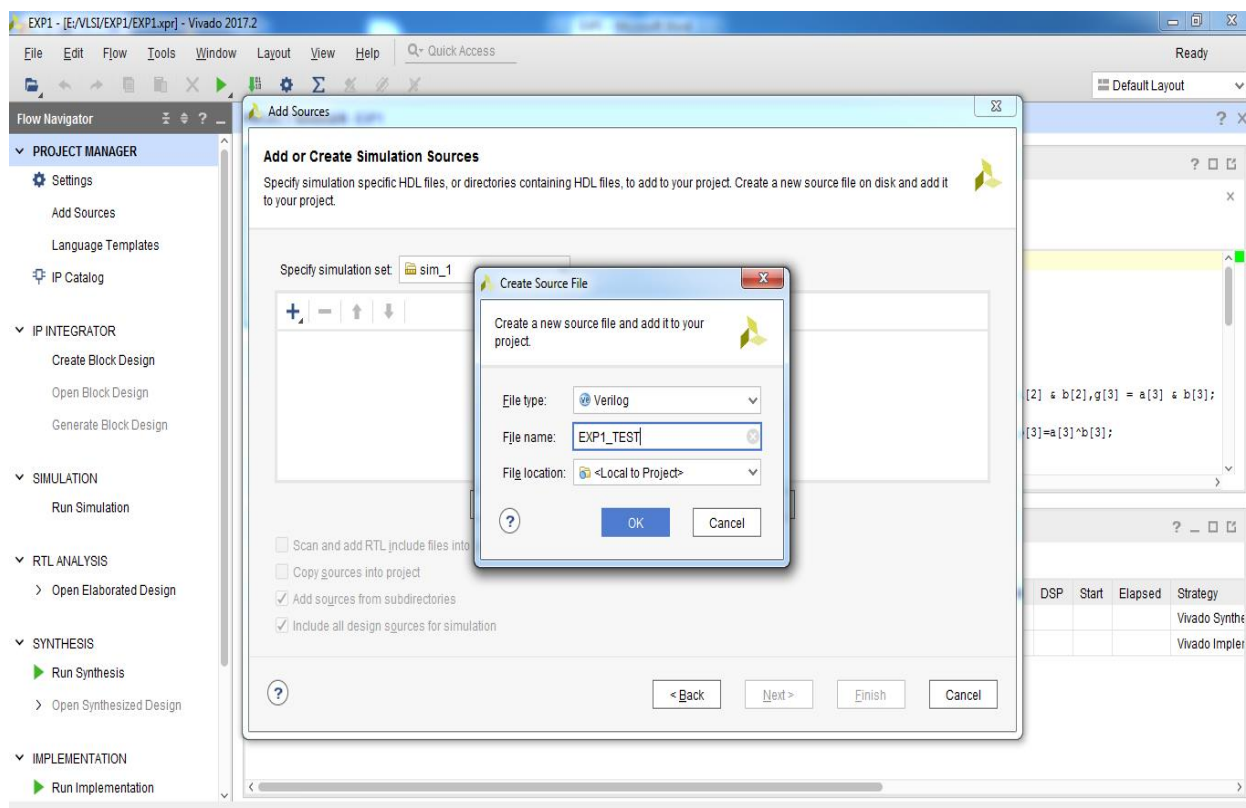 EXP1 - [E:/VLSI/EXP1/EXP1.xpr] - Vivado 2017.2
File Edit Flow Tools Window Layout View Help Quick Access
Ready
Default Layout
Flow Navigator
PROJECT MANAGER
Settings
Add Sources
Language Templates
IP Catalog
IP INTEGRATOR
Create Block Design
Open Block Design
Generate Block Design
SIMULATION
Run Simulation
RTL ANALYSIS
Open Elaborated Design
SYNTHESIS
Run Synthesis
Open Synthesized Design
IMPLEMENTATION
Run Implementation
Add Sources
Add or Create Simulation Sources
Specify simulation specific HDL files, or directories containing HDL files, to add to your project. Create a new source file on disk and add it
to your project.
Specify simulation set: sim_1
Create Source File
Create a new source file and add it to your
project.
File type: Verilog
File name: EXP1_TEST
File location: <Local to Project>
? OK Cancel
Scan and add RTL include files into
Copy sources into project
Add sources from subdirectories
Include all design sources for simulation
? < Back Next > Finish Cancel
[2] & b[2],g[3] = a[3] & b[3];
[3]=a[3]^b[3];
DSP Start Elapsed Strategy
Vivado Synthe
Vivado Impler